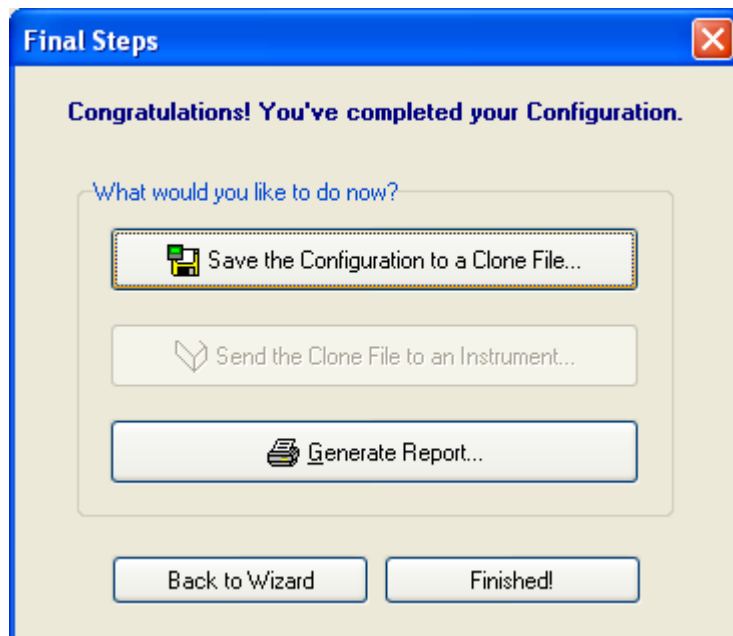 Final Steps
Congratulations! You've completed your Configuration.
What would you like to do now?
Save the Configuration to a Clone File...
Send the Clone File to an Instrument...
Generate Report...
Back to Wizard
Finished!